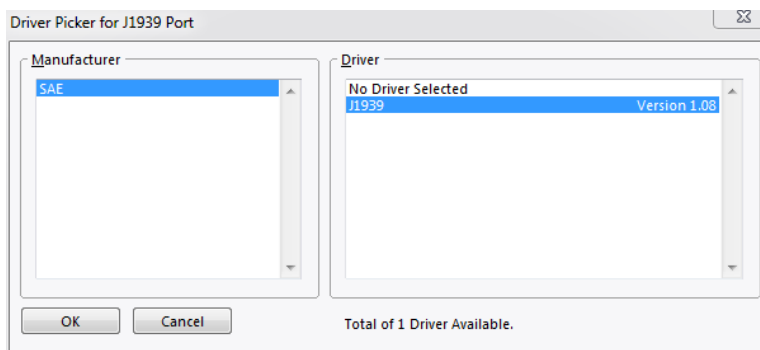 Driver Picker for J1939 Port
Manufacturer
SAE
Driver
No Driver Selected
J1939 Version 1.08
OK Cancel
Total of 1 Driver Available.